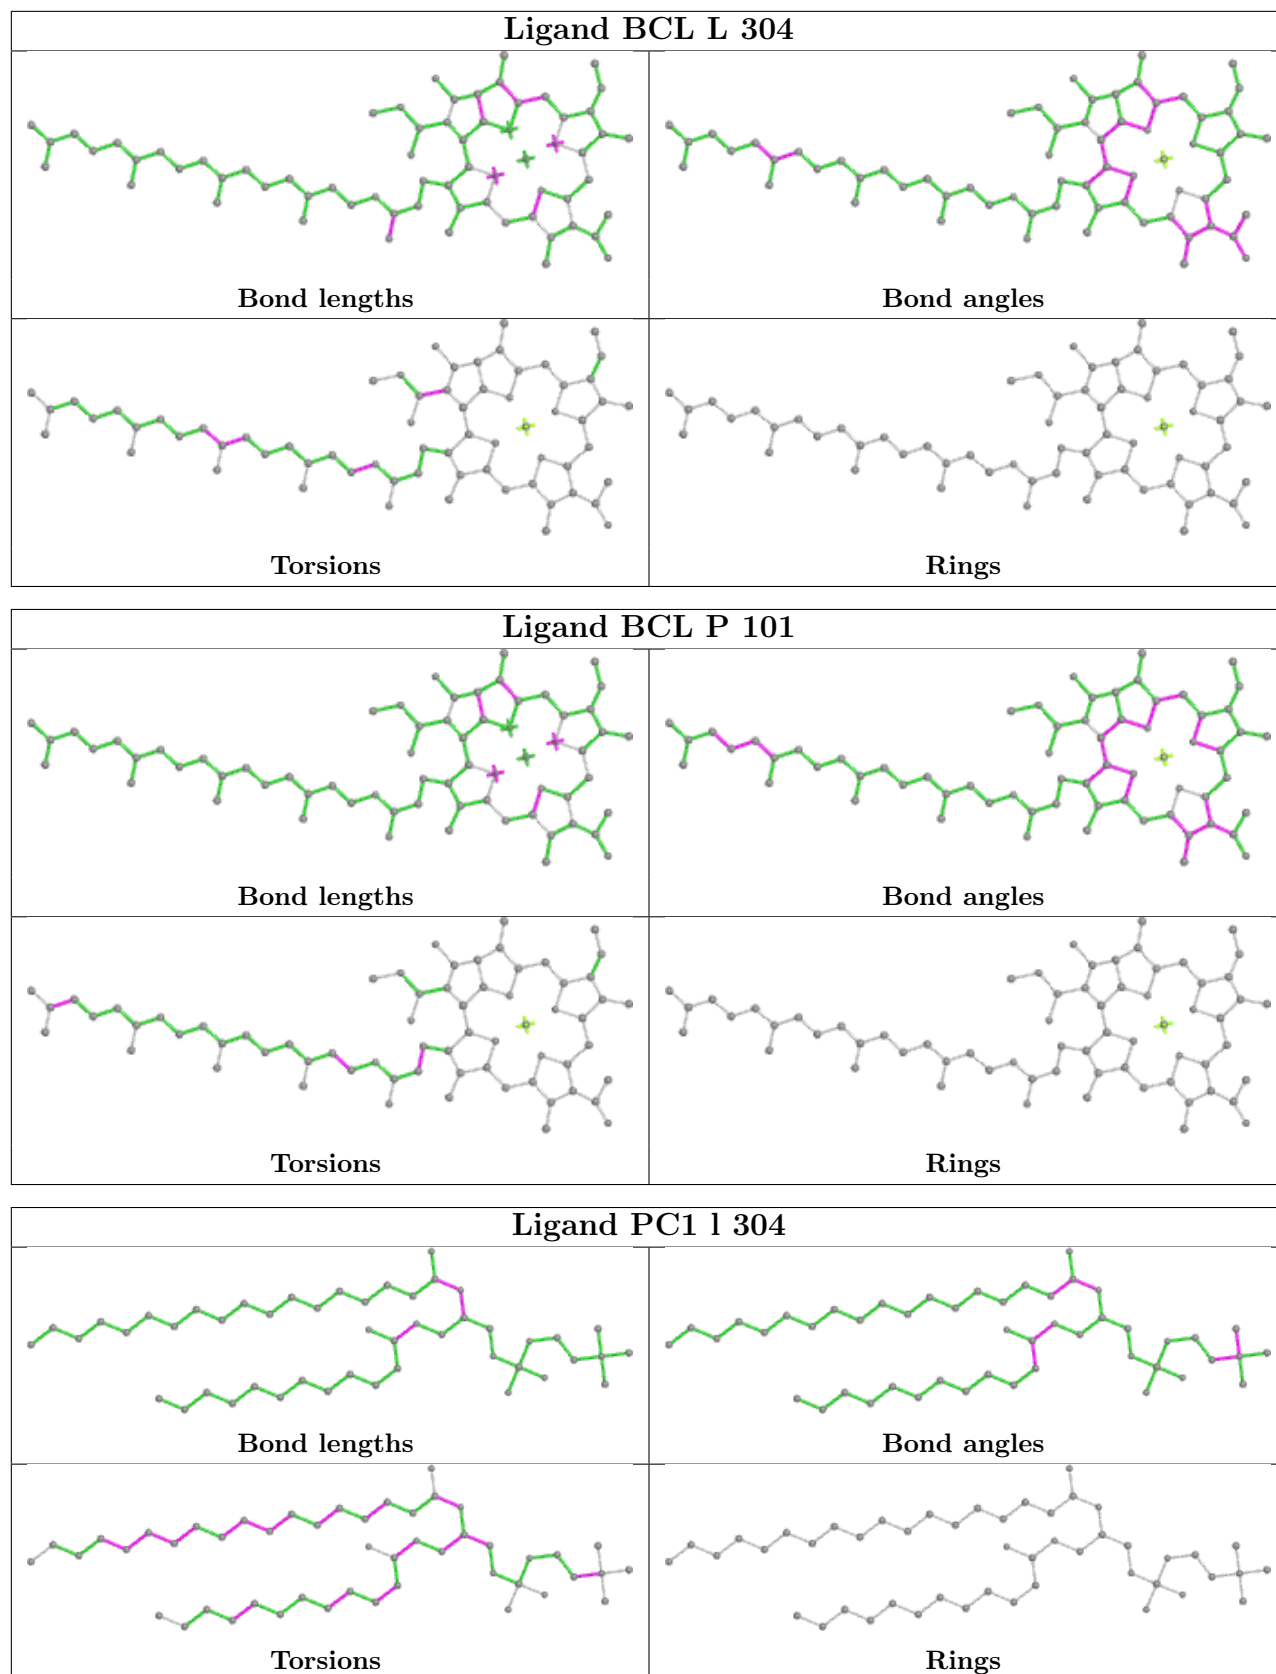 Ligand BCL L 304
Bond lengths
Bond angles
Torsions
Rings
Ligand BCL P 101
Bond lengths
Bond angles
Torsions
Rings
Ligand PC1 l 304
Bond lengths
Bond angles
Torsions
Rings